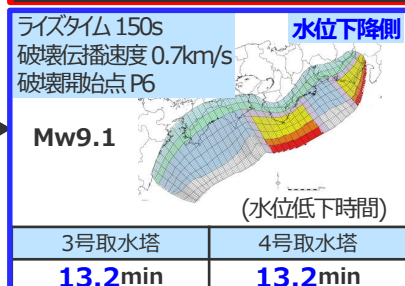 ライズタイム 150s
水位下降側
破壊伝播速度 0.7km/s
破壊開始点 P6
Mw9.1
(水位低下時間)
3号取水塔 4号取水塔
13.2min 13.2min